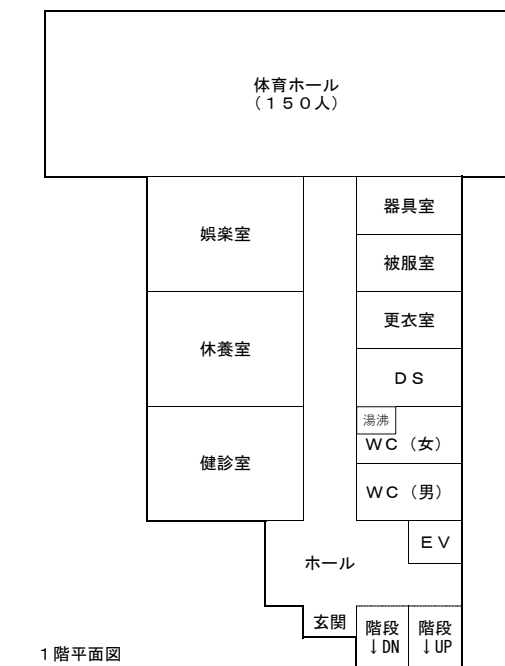 体育ホール
（１５０人）
器具室
娯楽室
被服室
更衣室
休養室
ＤＳ
湯沸
ＷＣ（女）
健診室
ＷＣ（男）
ＥＶ
ホール
玄関
階段
↓DN
階段
↓UP
１階平面図